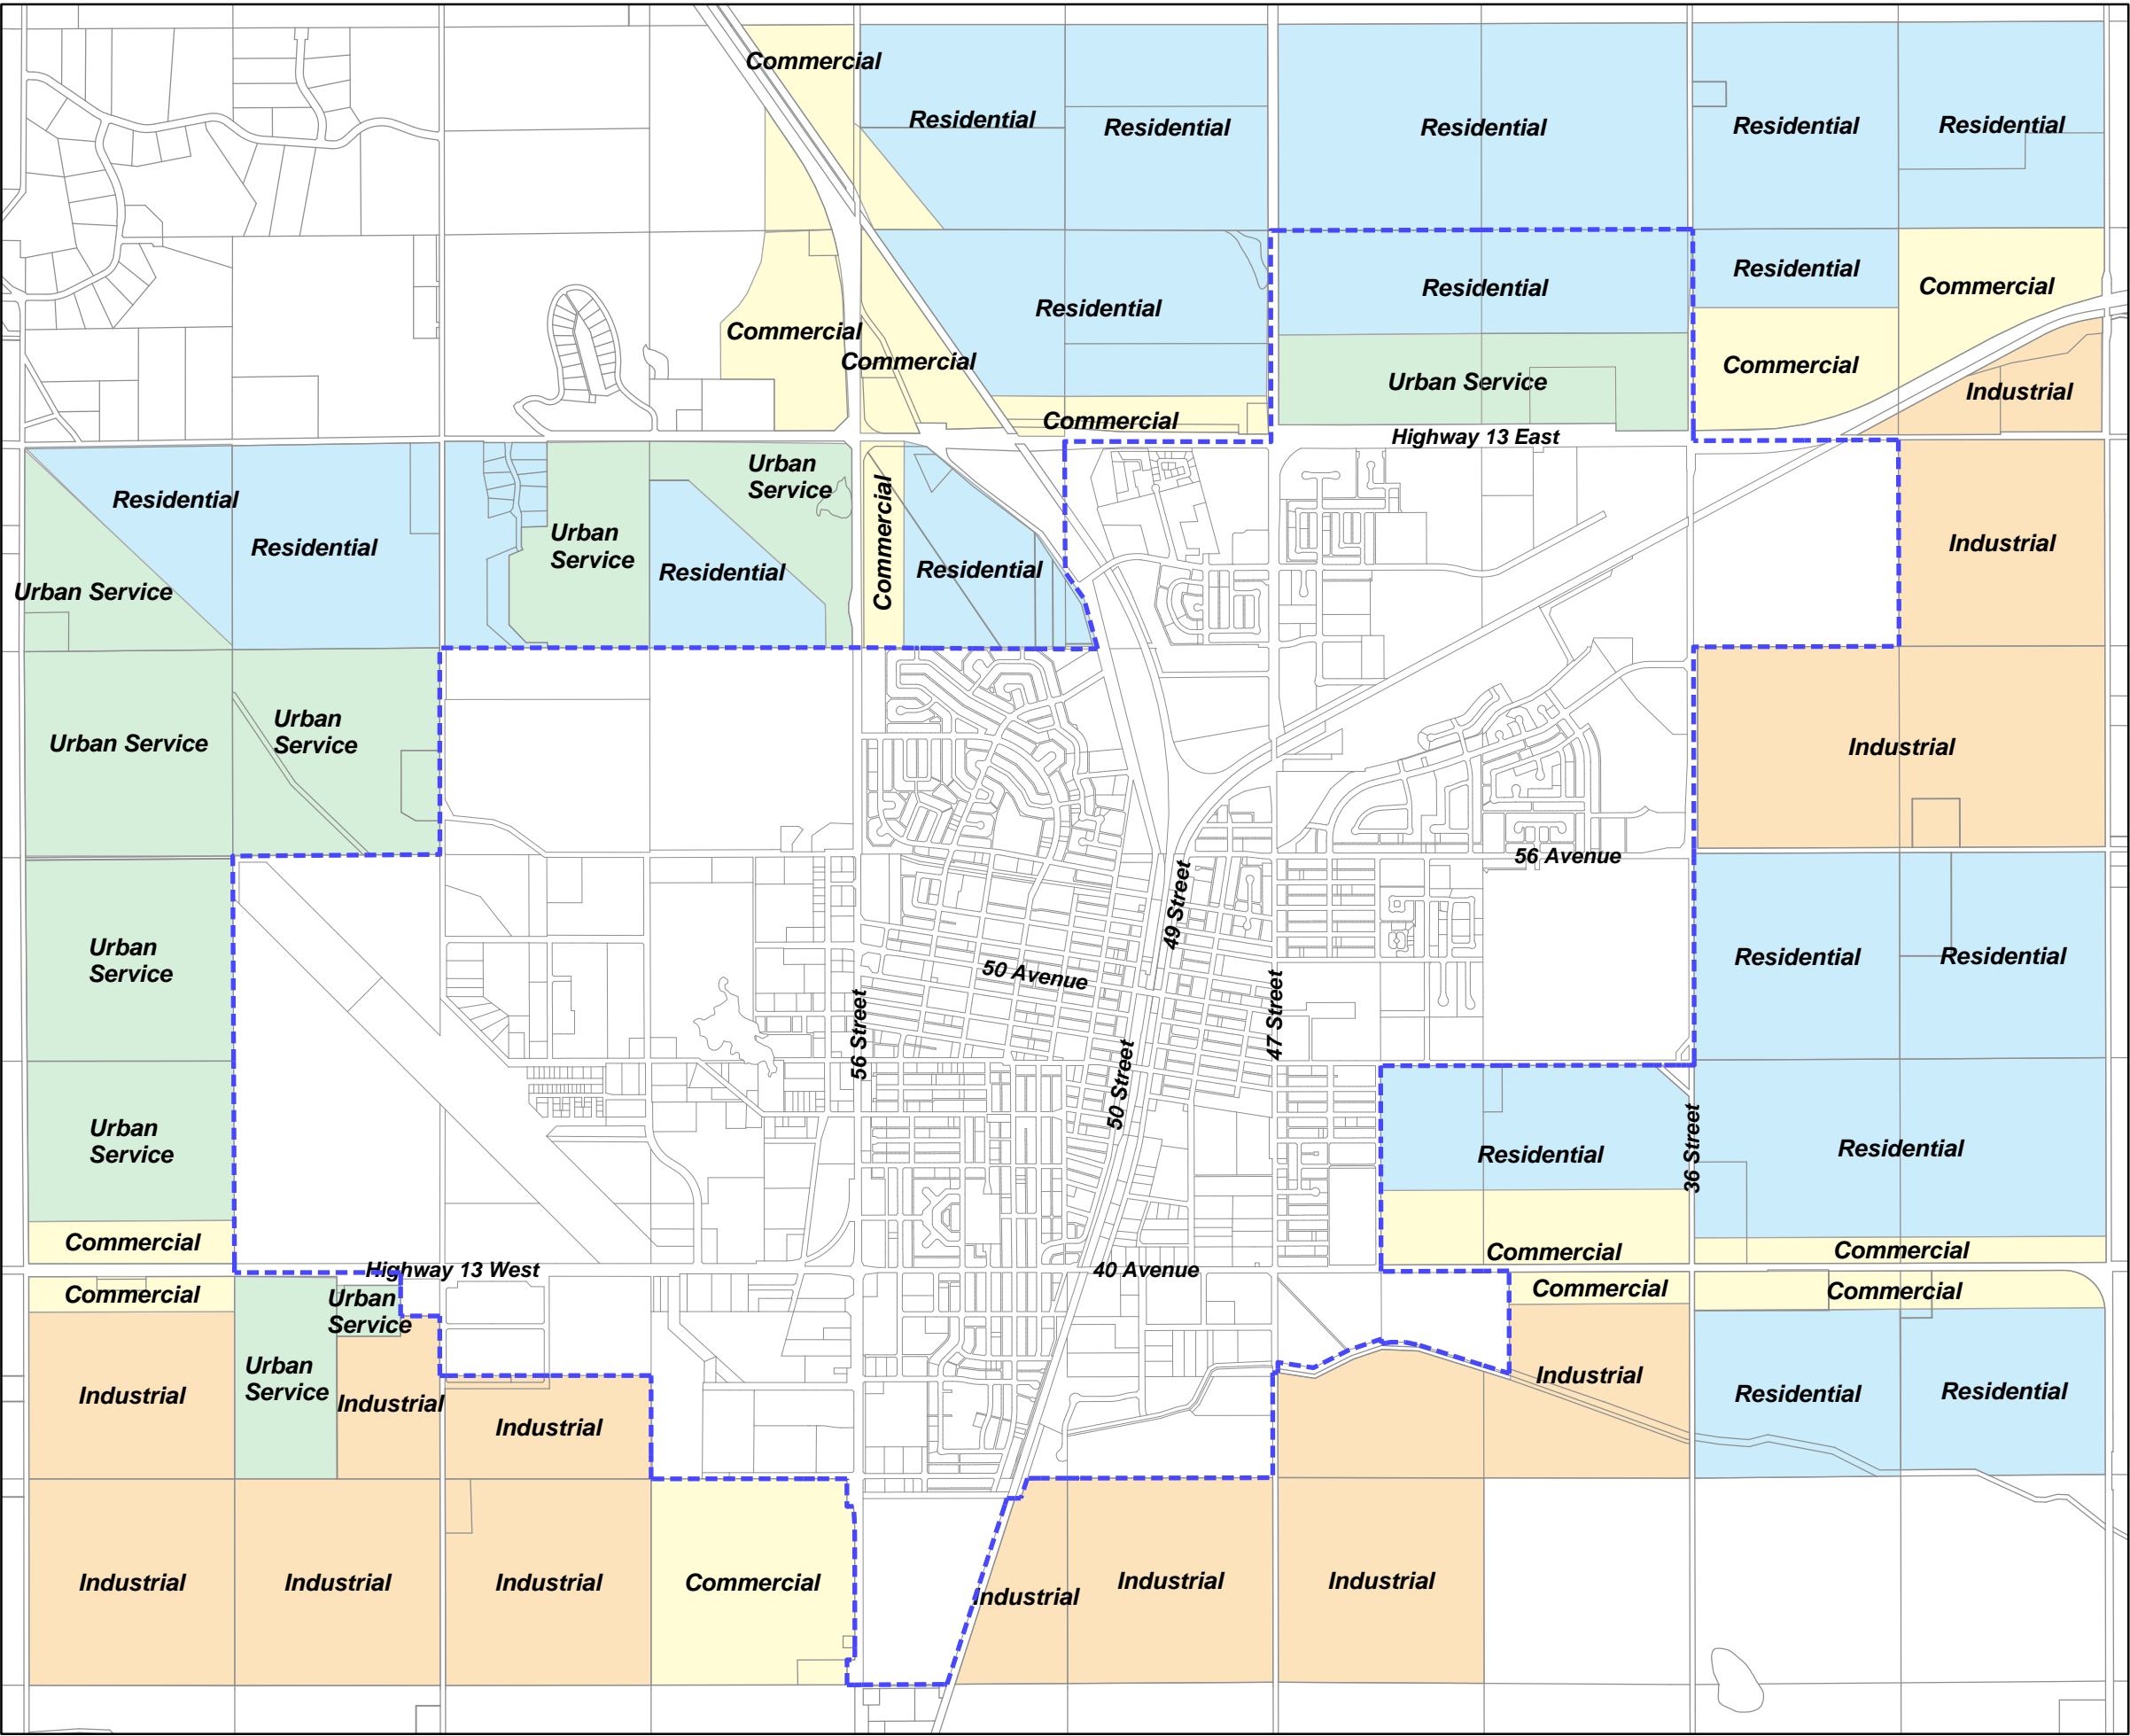 Commercial
Residential
Residential
Residential
Residential
Residential
Residential
Residential
Residential
Commercial
Commercial
Commercial
Commercial
Urban Service
Industrial
Commercial
Highway 13 East
Residential
Residential
Urban
Service
Urban
Service
Residential
Commercial
Residential
Industrial
Urban Service
Urban Service
Urban
Service
Industrial
56 Avenue
49 Street
Urban
Service
50 Avenue
Residential
Residential
56 Street
47 Street
50 Street
Urban
Service
Residential
36 Street
Residential
Commercial
Commercial
Commercial
Highway 13 West
40 Avenue
Commercial
Urban
Service
Commercial
Commercial
Industrial
Urban
Service
Industrial
Industrial
Industrial
Residential
Residential
Industrial
Industrial
Industrial
Commercial
Industrial
Industrial
Industrial